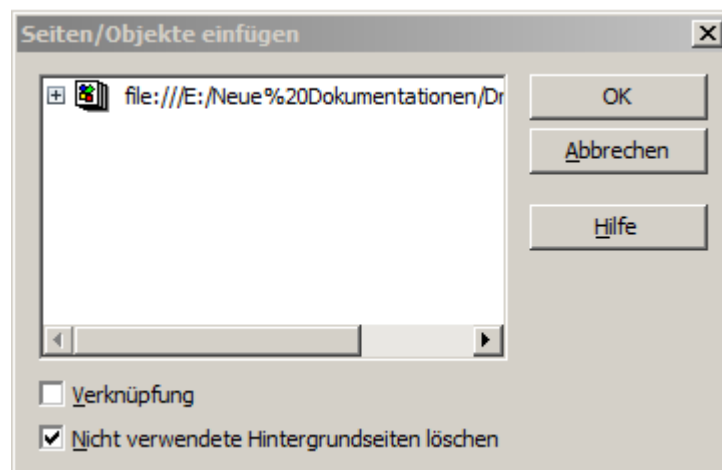 Seiten/Objekte einfügen
file:///E:/Neue%20Dokumentationen/Dr
OK
Abbrechen
Hilfe
Verknüpfung
Nicht verwendete Hintergrundseiten löschen